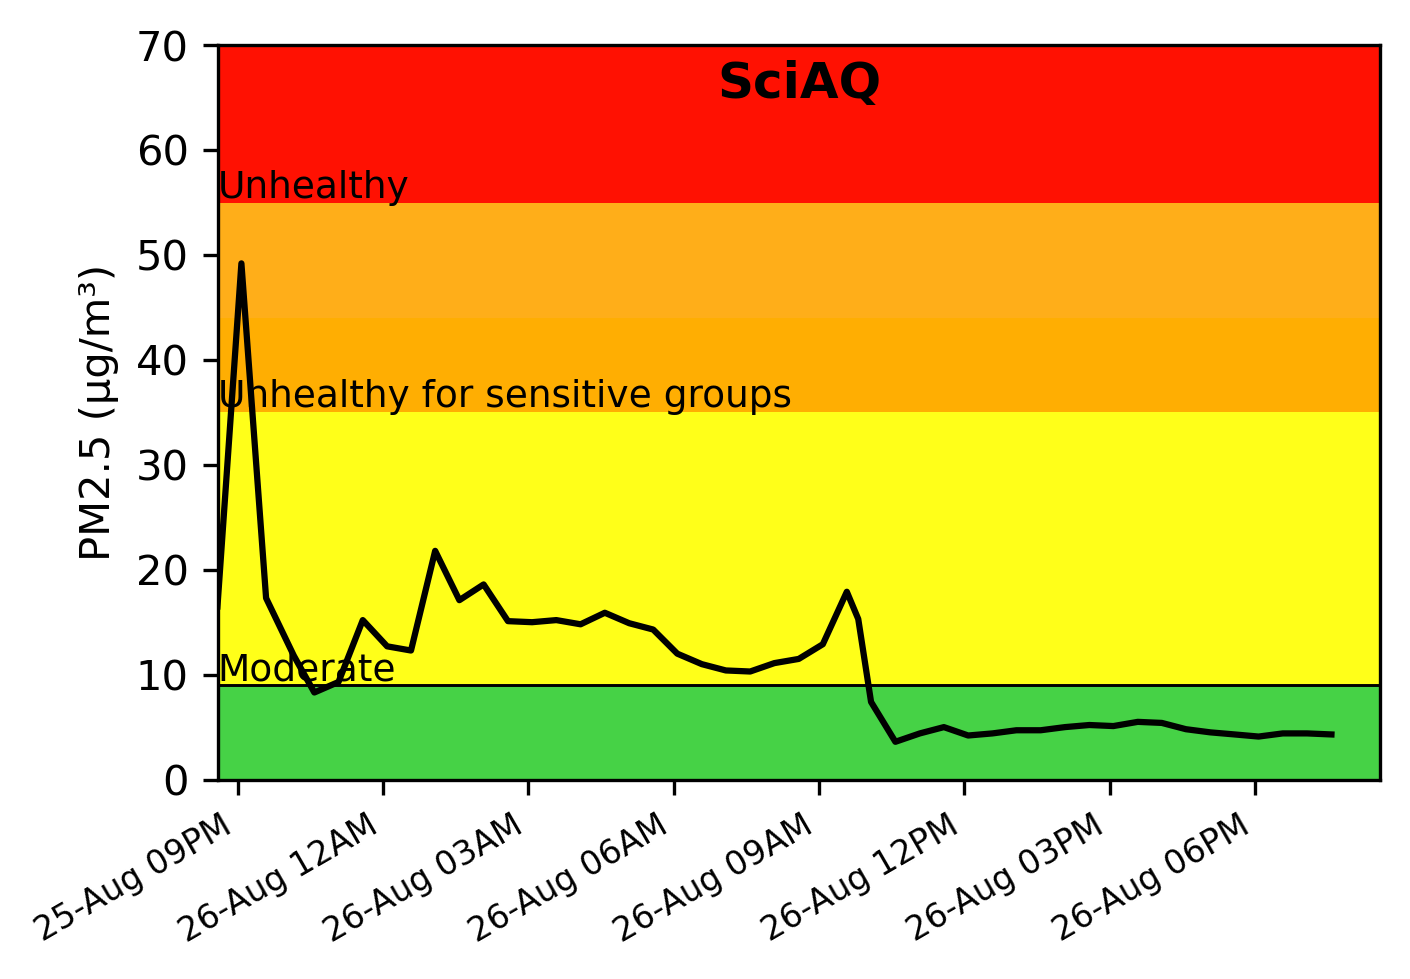 SciAQ
70
60
50
40
30
20
10
0
PM2.5 (µg/m³)
Unhealthy
Unhealthy for sensitive groups
Moderate
25-Aug 09PM
26-Aug 12AM
26-Aug 03AM
26-Aug 06AM
26-Aug 09AM
26-Aug 12PM
26-Aug 03PM
26-Aug 06PM